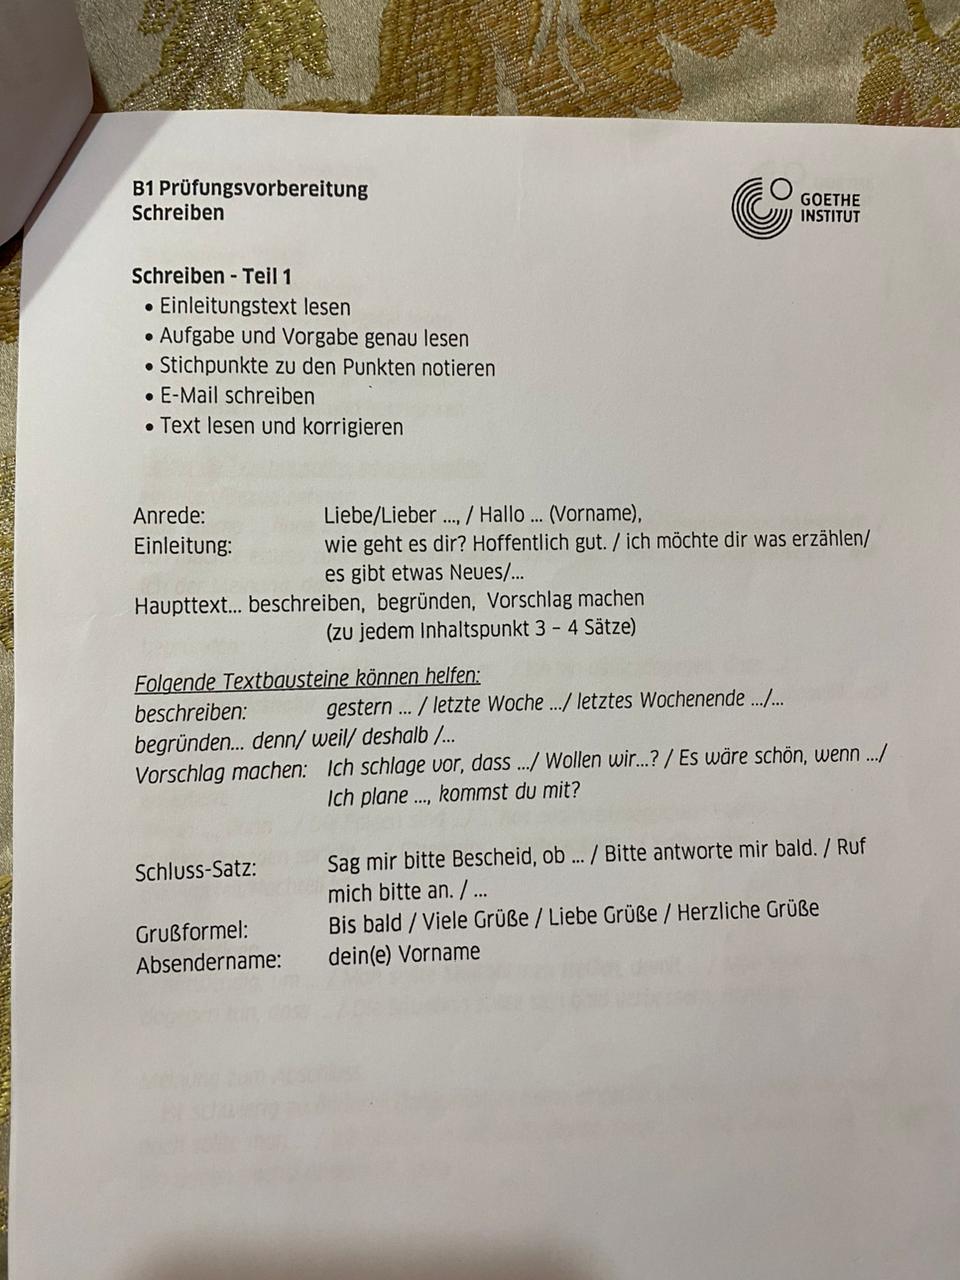 B1 Prüfungsvorbereitung
Schreiben
GOETHE
INSTITUT
Schreiben - Teil 1
• Einleitungstext lesen
• Aufgabe und Vorgabe genau lesen
• Stichpunkte zu den Punkten notieren
• E-Mail schreiben
• Text lesen und korrigieren
Anrede: Liebe/Lieber ..., / Hallo ... (Vorname),
Einleitung: wie geht es dir? Hoffentlich gut. / ich möchte dir was erzählen/
es gibt etwas Neues/...
Haupttext... beschreiben, begründen, Vorschlag machen
(zu jedem Inhaltspunkt 3 – 4 Sätze)
Folgende Textbausteine können helfen:
beschreiben: gestern ... / letzte Woche .../ letztes Wochenende .../...
begründen... denn/ weil/ deshalb /...
Vorschlag machen: Ich schlage vor, dass .../ Wollen wir...? / Es wäre schön, wenn .../
Ich plane ..., kommst du mit?
Schluss-Satz: Sag mir bitte Bescheid, ob ... / Bitte antworte mir bald. / Ruf
mich bitte an. / ...
Grußformel: Bis bald / Viele Grüße / Liebe Grüße / Herzliche Grüße
Absendername: dein(e) Vorname